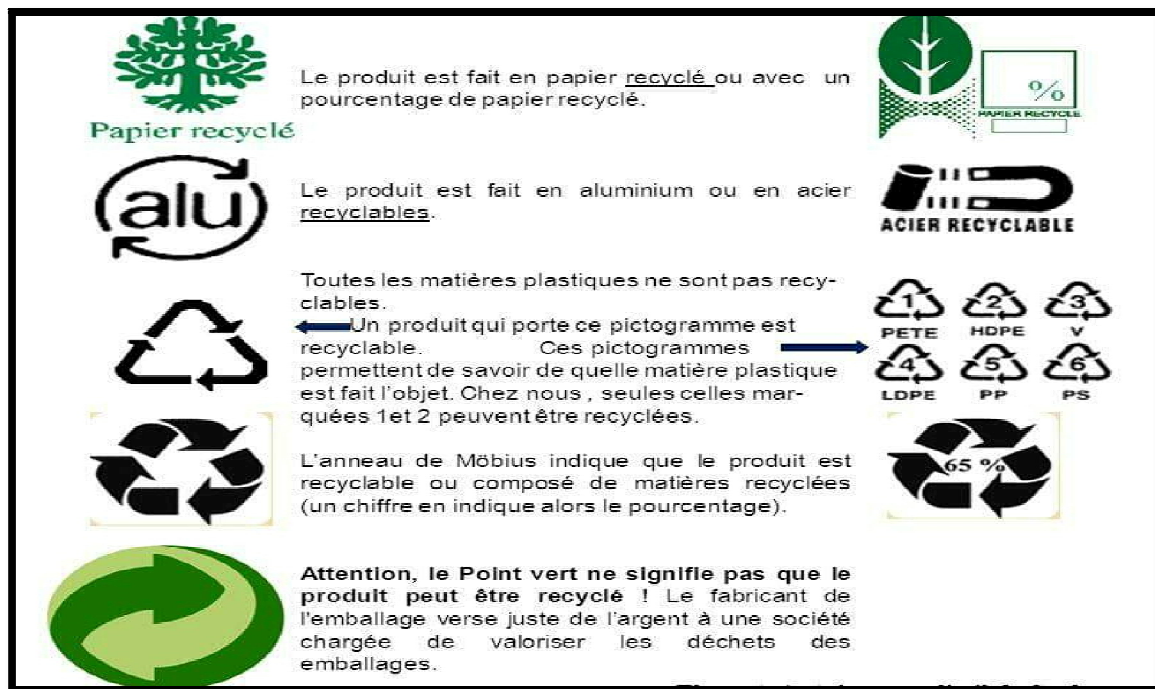 Le produit est fait en papier recyclé ou avec un
pourcentage de papier recyclé.
Papier recyclé
%
PAPIER RECYCLE
alu
Le produit est fait en aluminium ou en acier
recyclables.
ACIER RECYCLABLE
Toutes les matières plastiques ne sont pas recy-
clables.
Un produit qui porte ce pictogramme est
recyclable. Ces pictogrammes
permettent de savoir de quelle matière plastique
est fait l'objet. Chez nous , seules celles mar-
quées 1et 2 peuvent être recyclées.
1 2 3
PETE HDPE V
4 5 6
LDPE PP PS
L'anneau de Möbius indique que le produit est
recyclable ou composé de matières recyclées
(un chiffre en indique alors le pourcentage).
65 %
Attention, le Point vert ne signifie pas que le
produit peut être recyclé ! Le fabricant de
l'emballage verse juste de l'argent à une société
chargée de valoriser les déchets des
emballages.